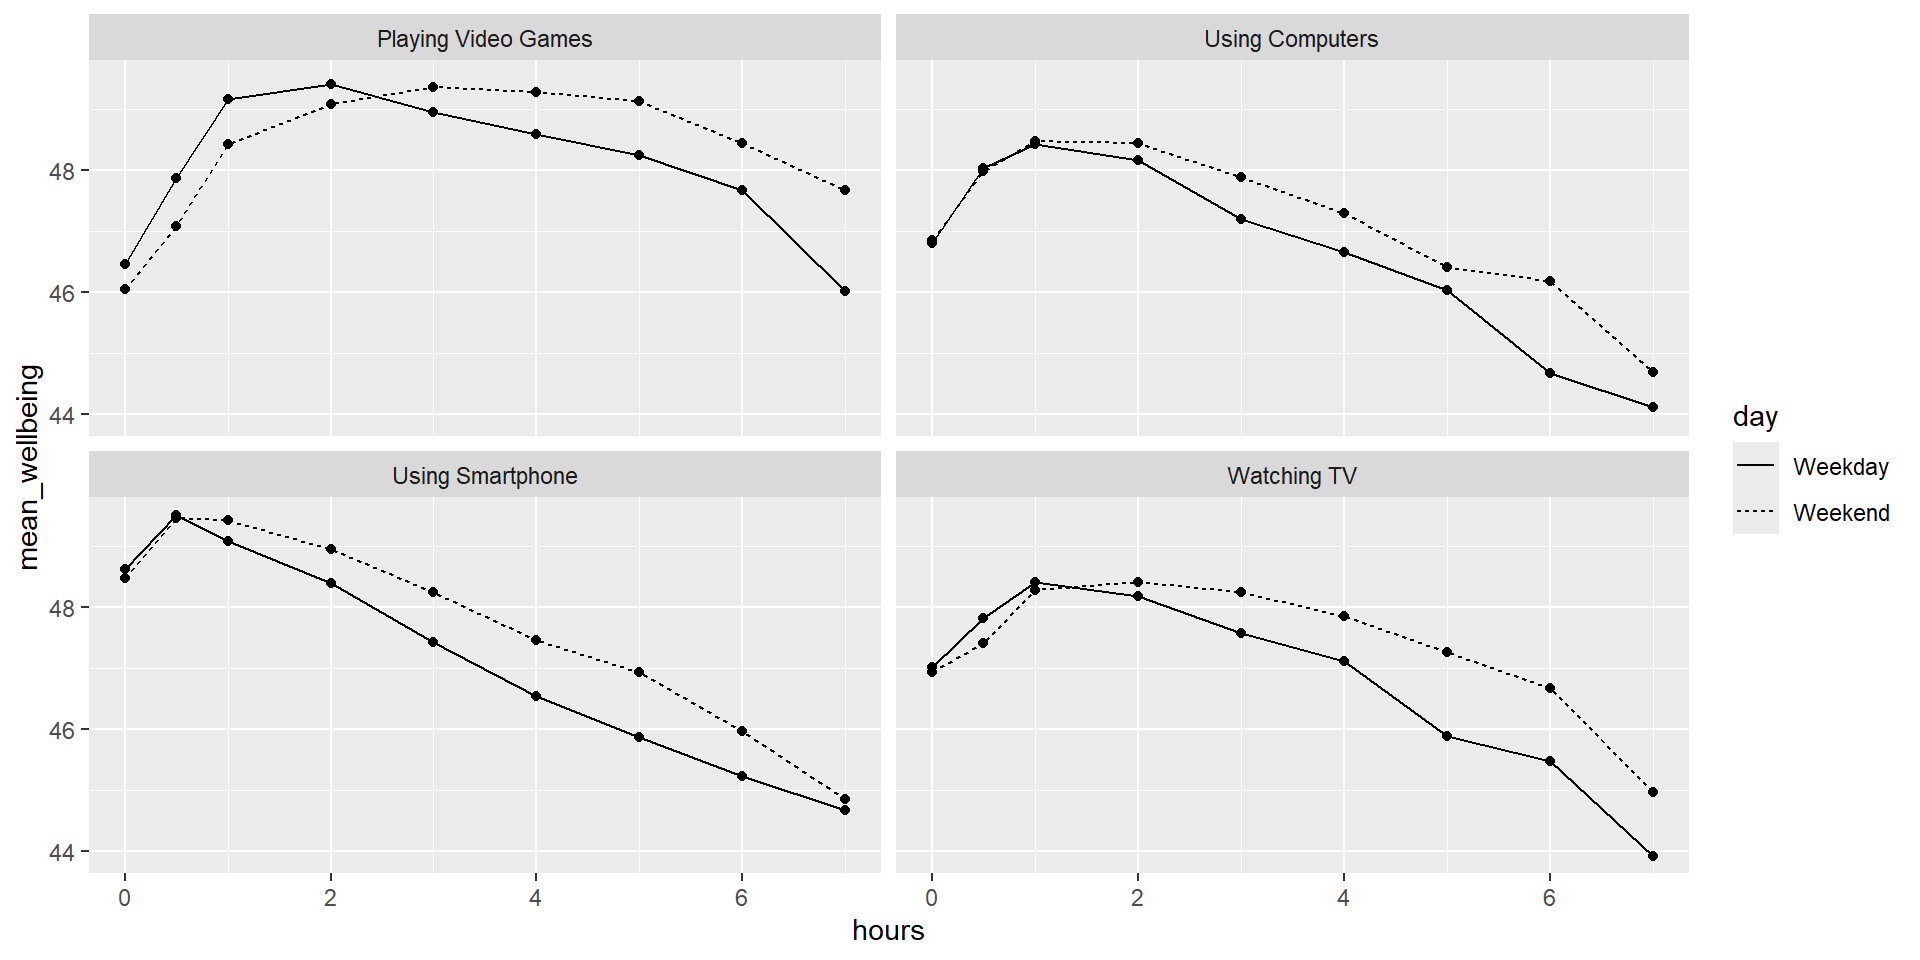 Playing Video Games
Using Computers
48
46
44
mean_wellbeing
Using Smartphone
Watching TV
48
46
44
0 2 4 6 0 2 4 6
hours
day
Weekday
Weekend